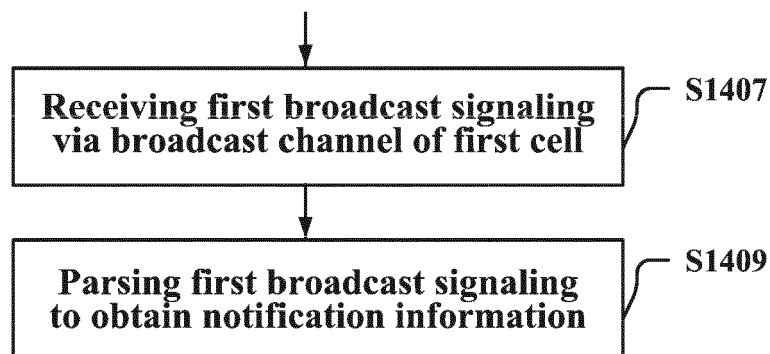 Receiving first broadcast signaling
via broadcast channel of first cell
S1407
Parsing first broadcast signaling
to obtain notification information
S1409